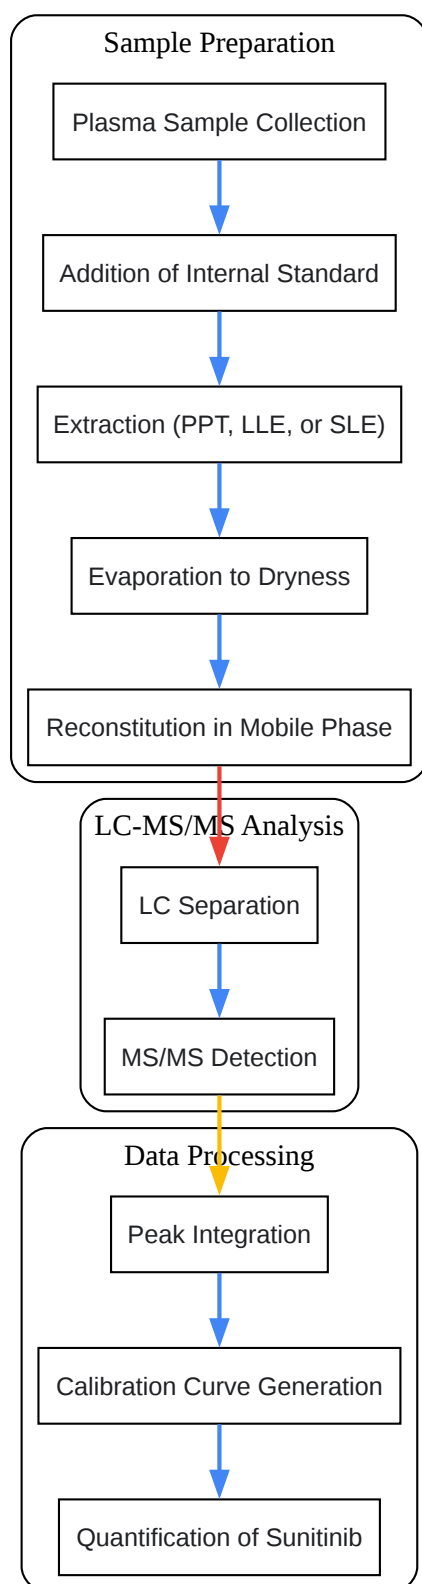 Sample Preparation
Plasma Sample Collection
Addition of Internal Standard
Extraction (PPT, LLE, or SLE)
Evaporation to Dryness
Reconstitution in Mobile Phase
LC-MS/MS Analysis
LC Separation
MS/MS Detection
Data Processing
Peak Integration
Calibration Curve Generation
Quantification of Sunitinib